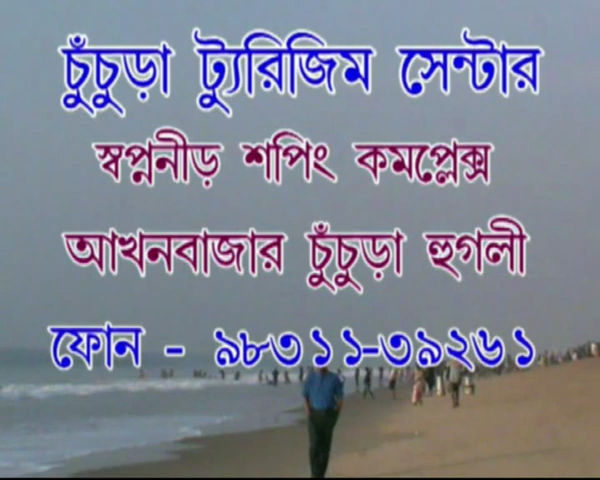 চুঁচুড়া ট্যুরিজিম সেন্টার
স্বপ্ননীড় শপিং কমপ্লেক্স
আখনবাজার চুঁচুড়া হুগলী
ফোন - ৯৮৩১১-৩৯২৬১